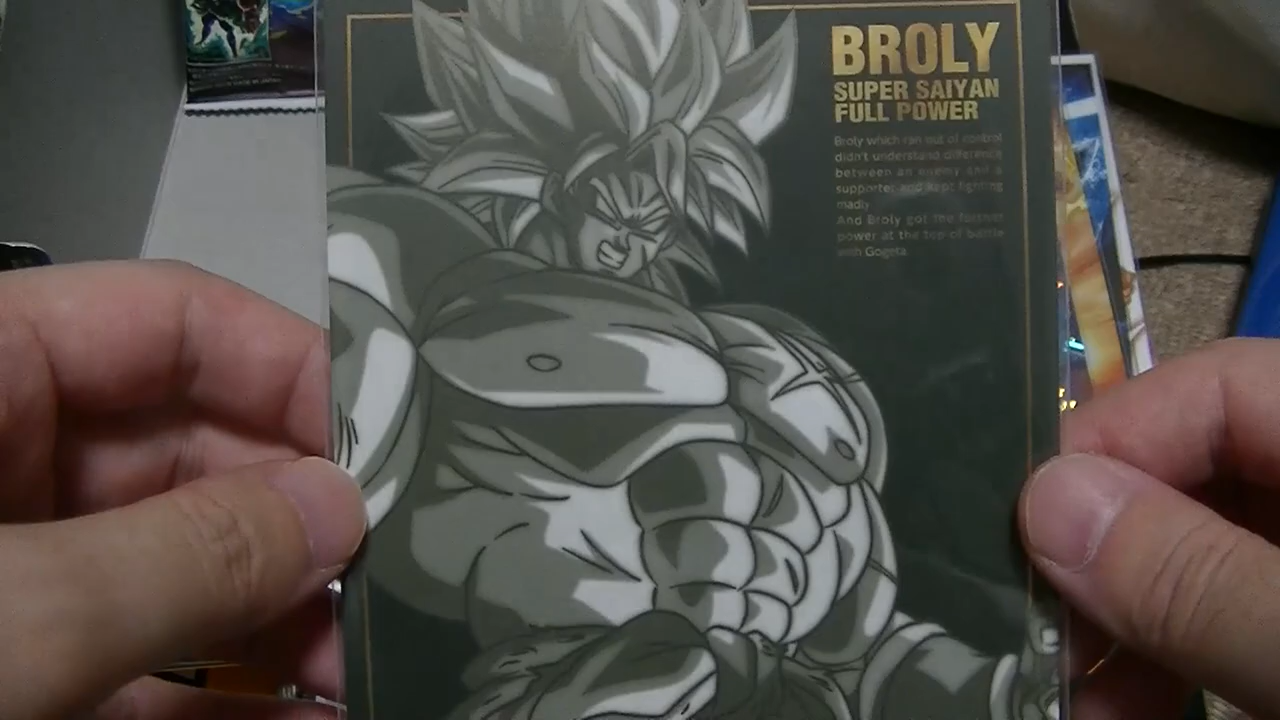 BROLY
SUPER SAIYAN
FULL POWER
Broly which ran out of control
didn't understand difference
between an enemy and a
supporter and kept fighting
madly.
And Broly got the further
power at the top of battle
with Gogeta.